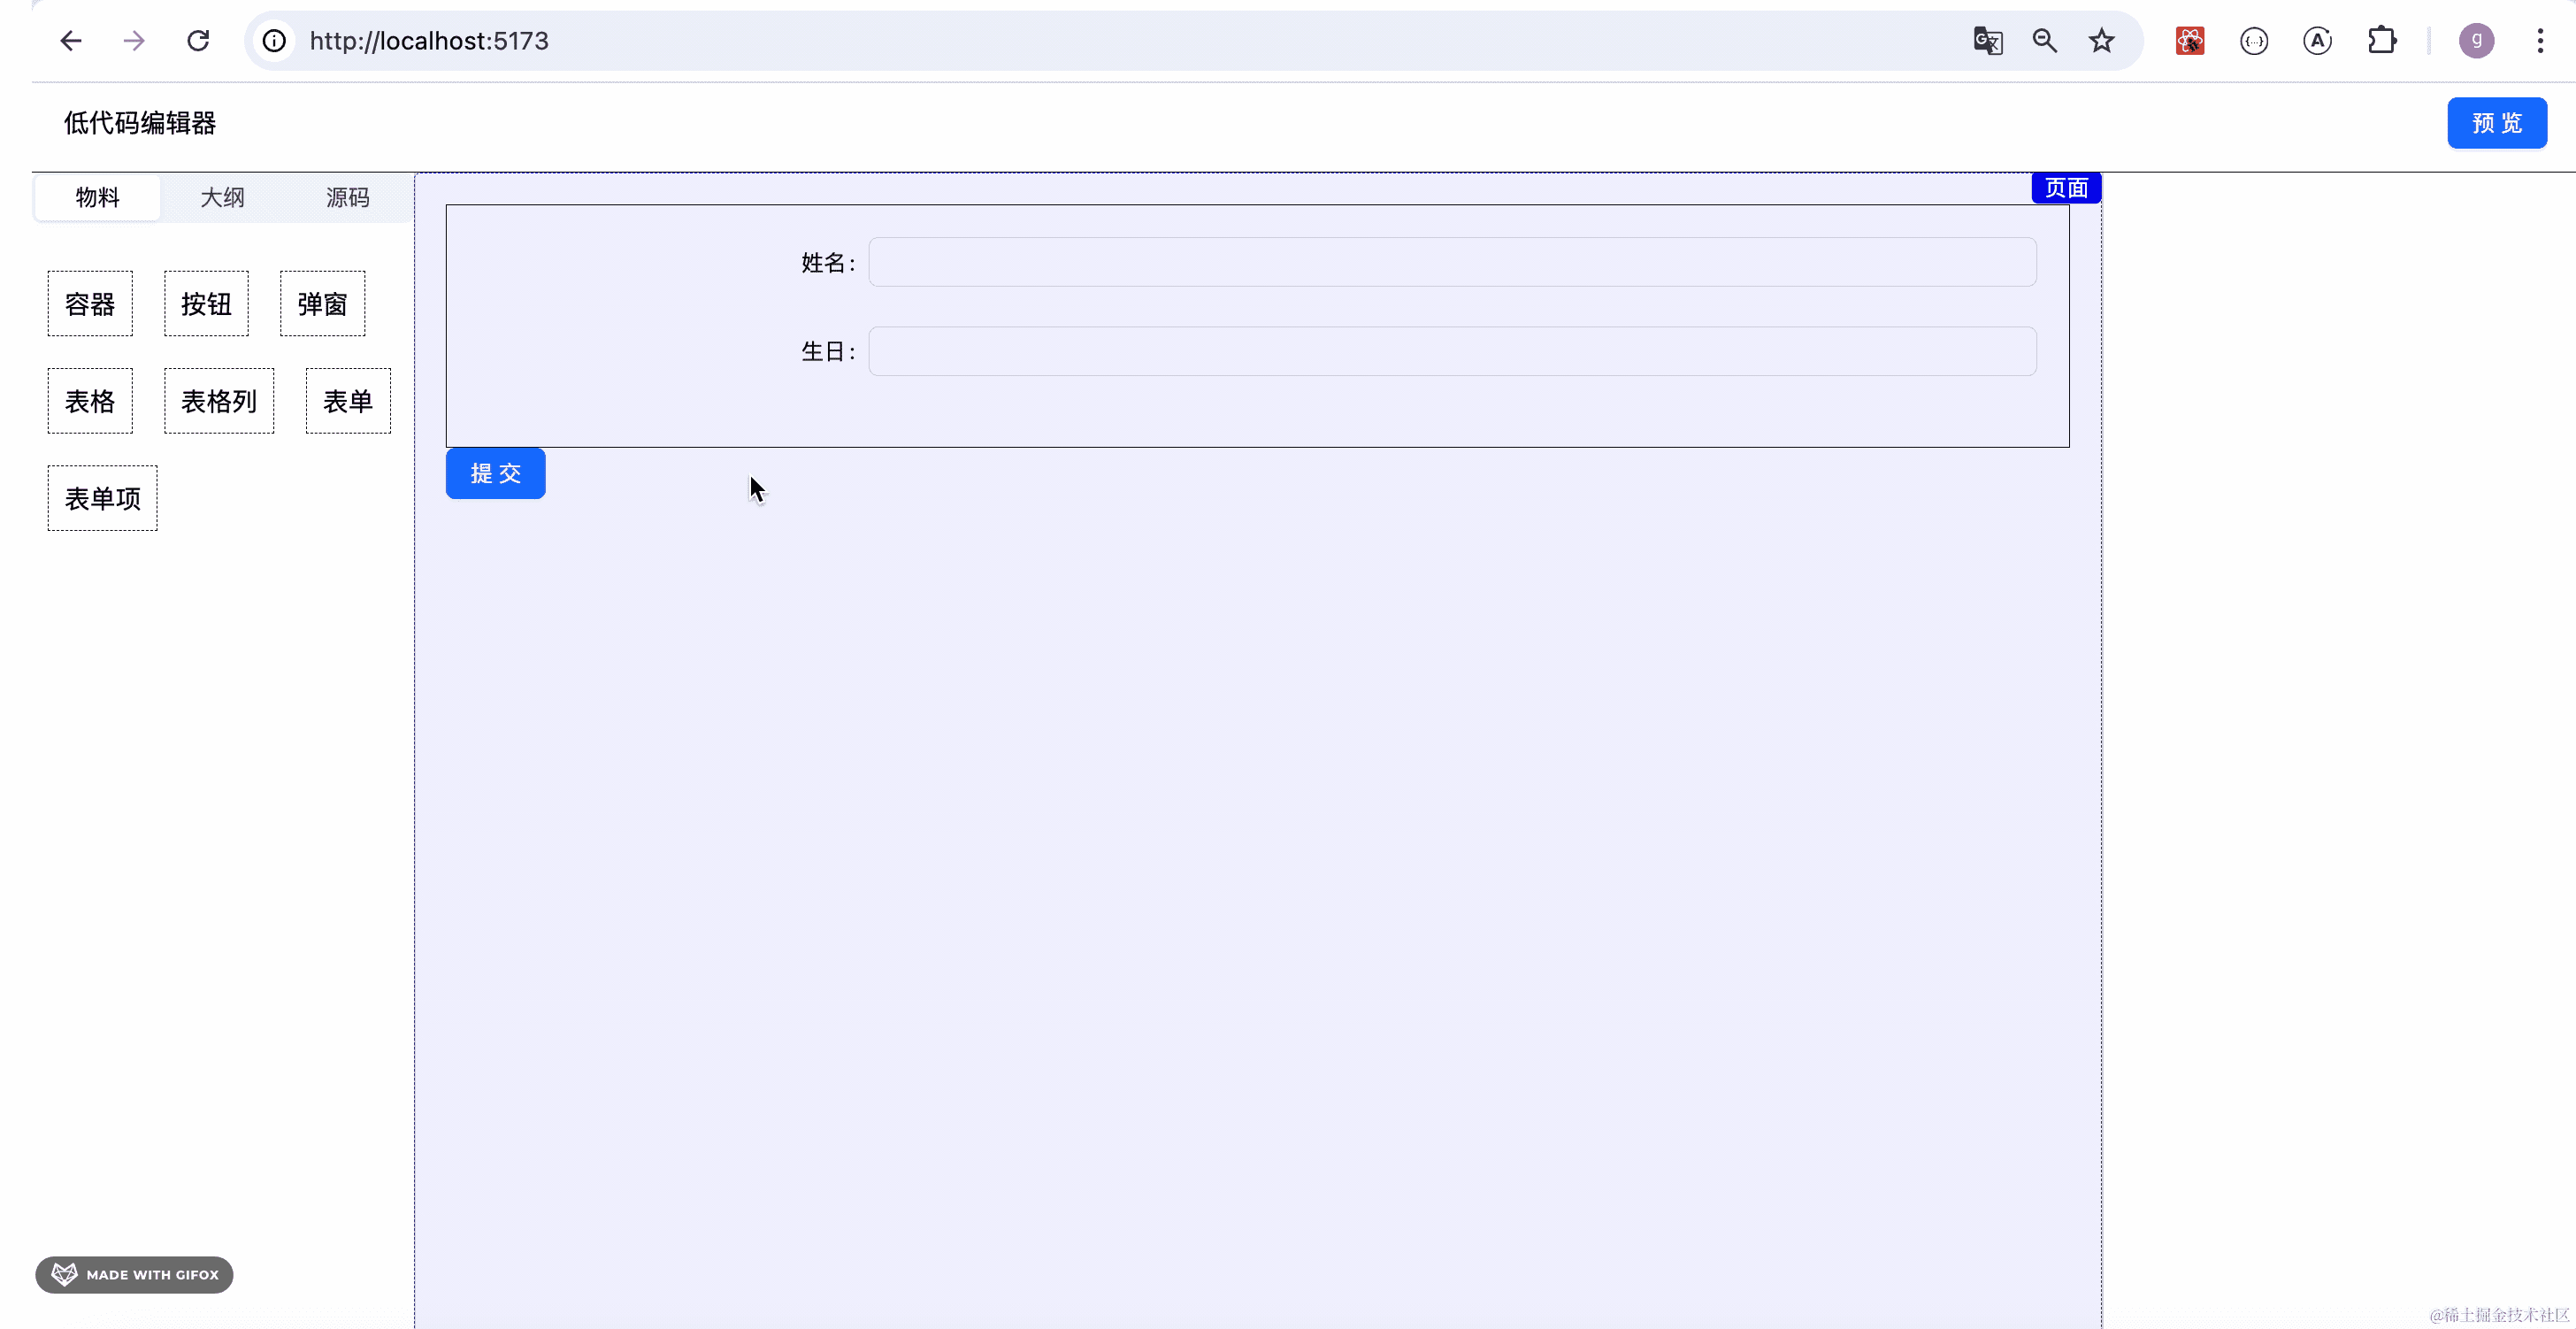 http://localhost:5173
g
低代码编辑器
预 览
物料 大纲 源码
页面
容器 按钮 弹窗
表格 表格列 表单
表单项
姓名:
生日:
提 交
MADE WITH GIFOX
@稀土掘金技术社区